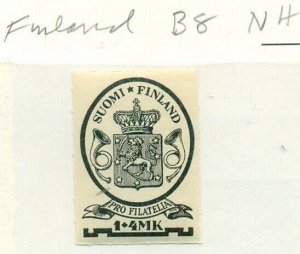 Finland B8 NH
SUOMI ★ FINLAND
PRO FILATELIA
1+4MK